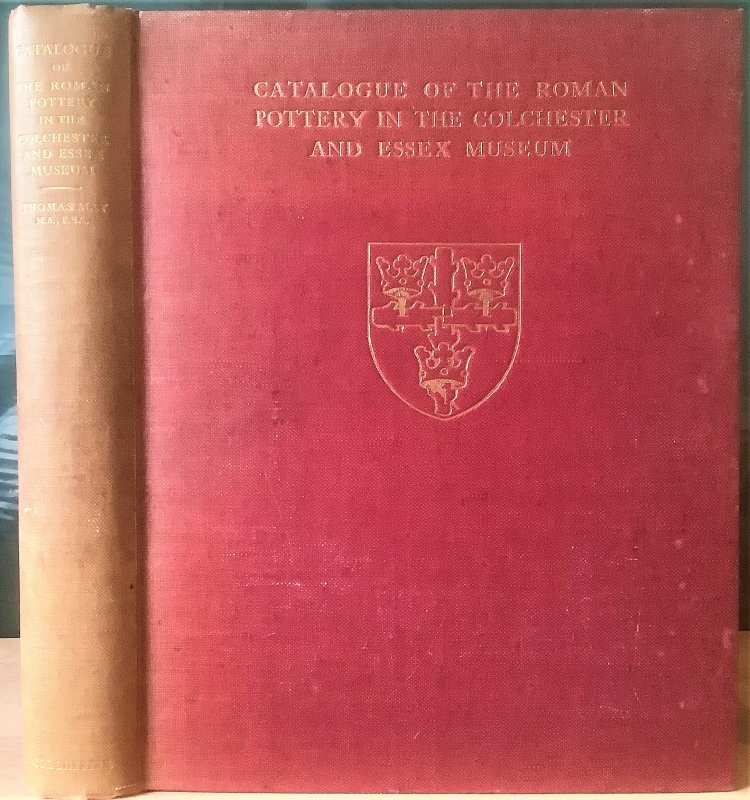 CATALOGUE
OF
THE ROMAN
POTTERY
IN THE
COLCHESTER
AND ESSEX
MUSEUM
THOMAS MAY
M.A., F.S.A.
COLCHESTER
CATALOGUE OF THE ROMAN
POTTERY IN THE COLCHESTER
AND ESSEX MUSEUM